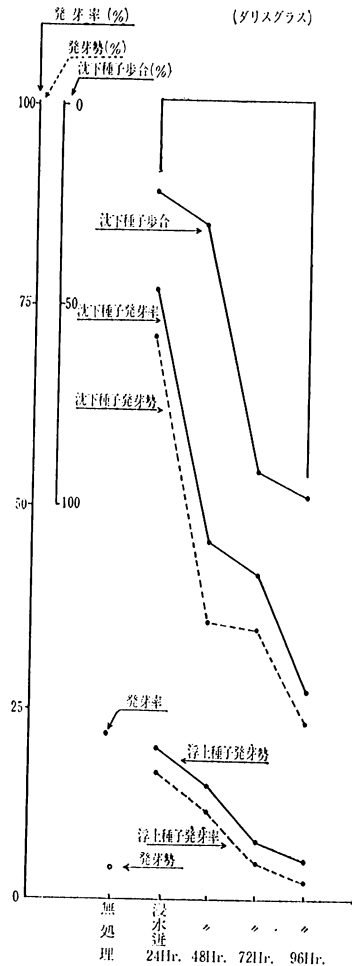 発芽率(%)
(ダリスグラス)
発芽勢(%)
沈下種子歩合(%)
100
0
沈下種子歩合
75
50
沈下種子発芽率
沈下種子発芽勢
50
100
25
発芽率
浮上種子発芽勢
浮上種子発芽率
発芽勢
0
無処理
浸水区
24Hr.
〃
48Hr.
〃
72Hr.
〃
96Hr.